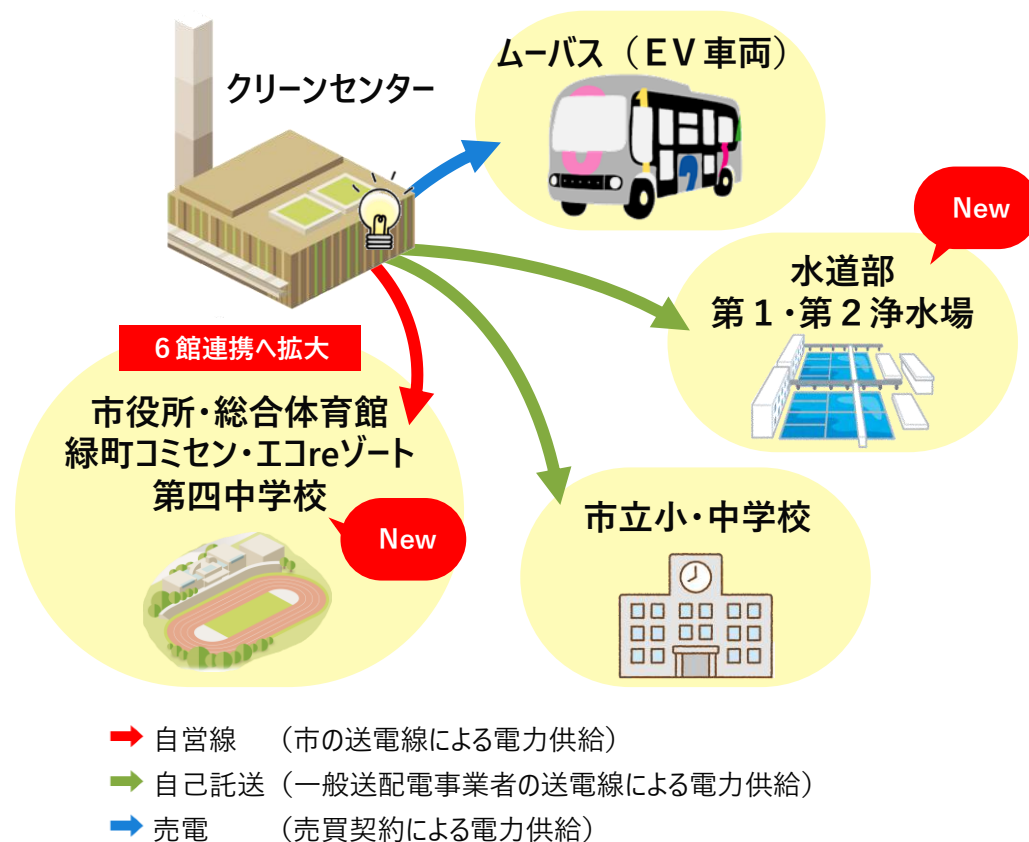 クリーンセンター
ムーバス（EV車両）
New
水道部
第1・第2浄水場
6館連携へ拡大
市役所・総合体育館
緑町コミセン・エコreゾート
第四中学校
New
市立小・中学校
自営線 （市の送電線による電力供給）
自己託送（一般送配電事業者の送電線による電力供給）
売電 （売買契約による電力供給）